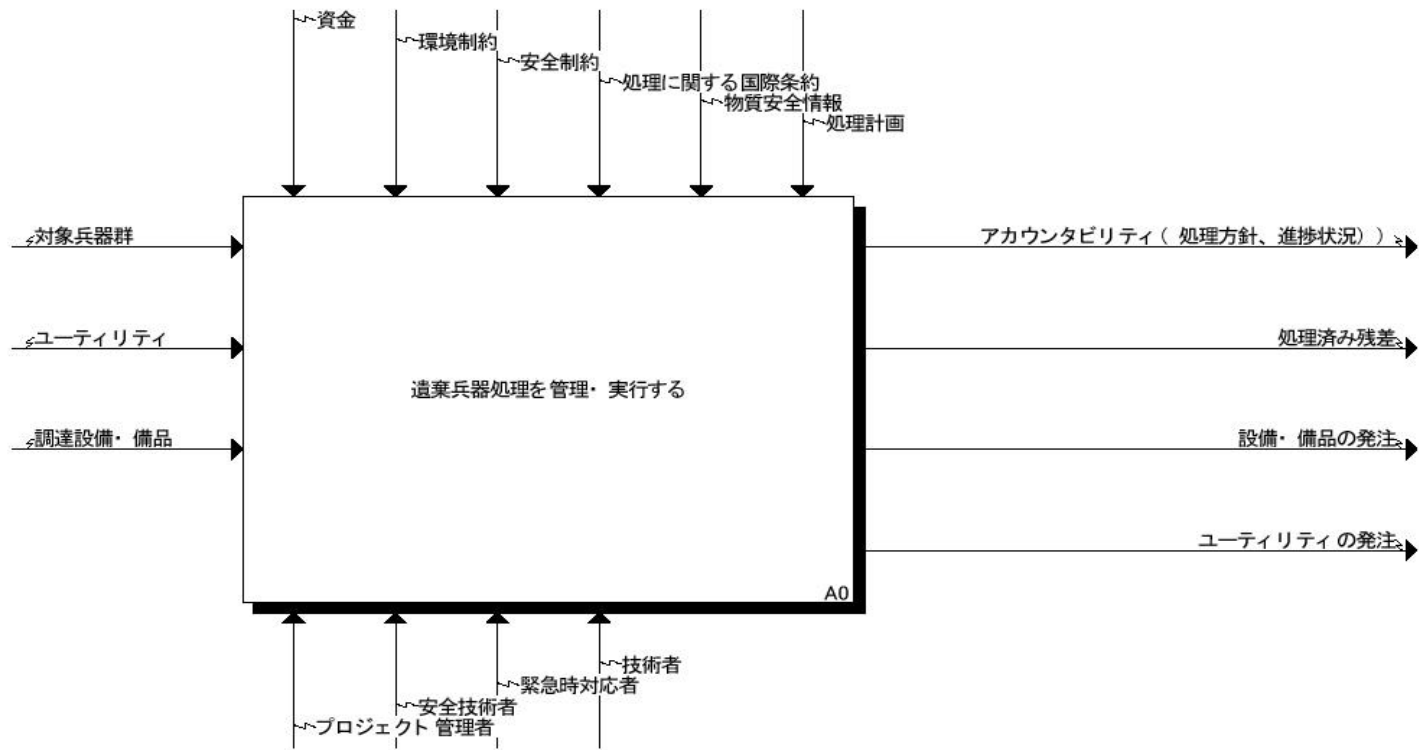 資金
環境制約
安全制約
処理に関する国際条約
物質安全情報
処理計画
対象兵器群
ユーティリティ
調達設備・備品
遺棄兵器処理を管理・実行する
A0
アカウンタビリティ(処理方針、進捗状況))
処理済み残差
設備・備品の発注
ユーティリティの発注
技術者
緊急時対応者
安全技術者
プロジェクト管理者